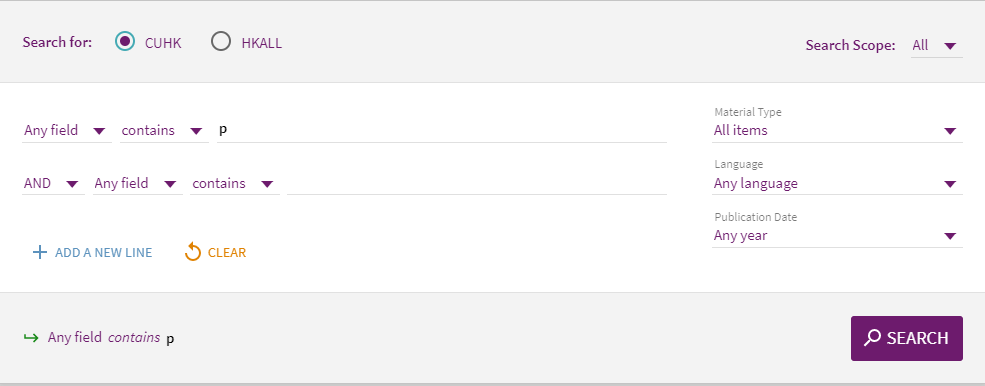 Search for: CUHK HKALL
Search Scope: All
Any field contains p
AND Any field contains
Material Type
All items
Language
Any language
Publication Date
Any year
ADD A NEW LINE CLEAR
Any field contains p
SEARCH